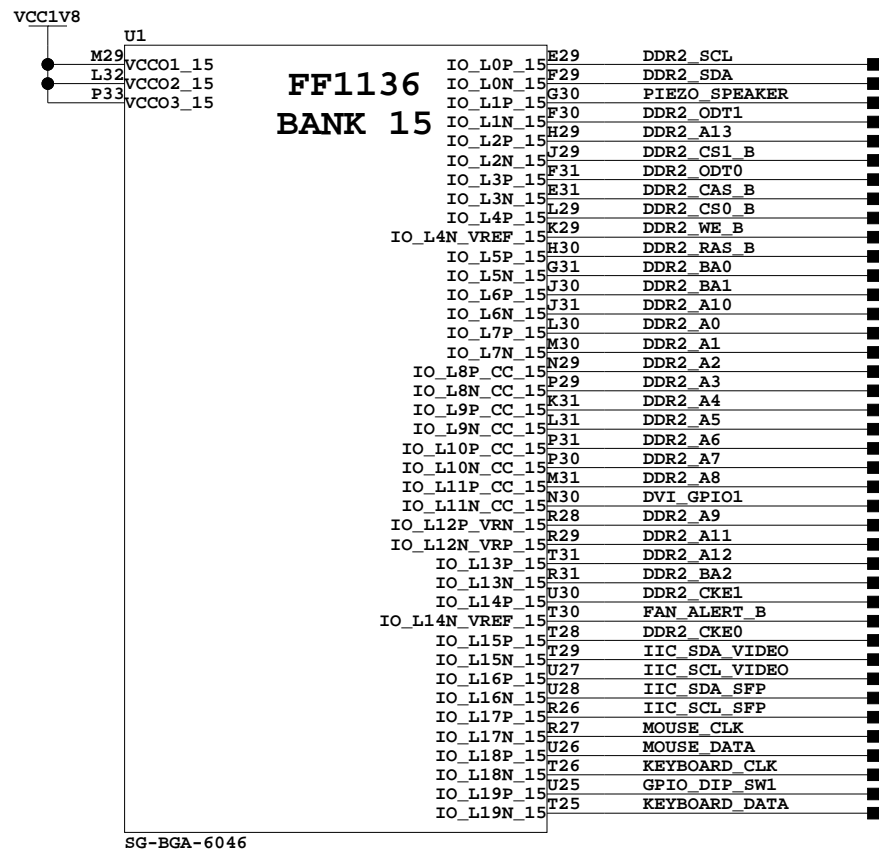 VCC1V8
U1
M29 VCCO1_15
L32 VCCO2_15
P33 VCCO3_15
FF1136
BANK 15
IO_L0P_15 E29 DDR2_SCL
IO_L0N_15 F29 DDR2_SDA
IO_L1P_15 G30 PIEZO_SPEAKER
IO_L1N_15 F30 DDR2_ODT1
IO_L2P_15 H29 DDR2_A13
IO_L2N_15 J29 DDR2_CS1_B
IO_L3P_15 F31 DDR2_ODT0
IO_L3N_15 E31 DDR2_CAS_B
IO_L4P_15 L29 DDR2_CS0_B
IO_L4N_VREF_15 K29 DDR2_WE_B
IO_L5P_15 H30 DDR2_RAS_B
IO_L5N_15 G31 DDR2_BA0
IO_L6P_15 J30 DDR2_BA1
IO_L6N_15 J31 DDR2_A10
IO_L7P_15 L30 DDR2_A0
IO_L7N_15 M30 DDR2_A1
IO_L8P_CC_15 N29 DDR2_A2
IO_L8N_CC_15 P29 DDR2_A3
IO_L9P_CC_15 K31 DDR2_A4
IO_L9N_CC_15 L31 DDR2_A5
IO_L10P_CC_15 P31 DDR2_A6
IO_L10N_CC_15 P30 DDR2_A7
IO_L11P_CC_15 M31 DDR2_A8
IO_L11N_CC_15 N30 DVI_GPIO1
IO_L12P_VRN_15 R28 DDR2_A9
IO_L12N_VRP_15 R29 DDR2_A11
IO_L13P_15 T31 DDR2_A12
IO_L13N_15 R31 DDR2_BA2
IO_L14P_15 U30 DDR2_CKE1
IO_L14N_VREF_15 T30 FAN_ALERT_B
IO_L15P_15 T28 DDR2_CKE0
IO_L15N_15 T29 IIC_SDA_VIDEO
IO_L16P_15 U27 IIC_SCL_VIDEO
IO_L16N_15 U28 IIC_SDA_SFP
IO_L17P_15 R26 IIC_SCL_SFP
IO_L17N_15 R27 MOUSE_CLK
IO_L18P_15 U26 MOUSE_DATA
IO_L18N_15 T26 KEYBOARD_CLK
IO_L19P_15 U25 GPIO_DIP_SW1
IO_L19N_15 T25 KEYBOARD_DATA
SG-BGA-6046